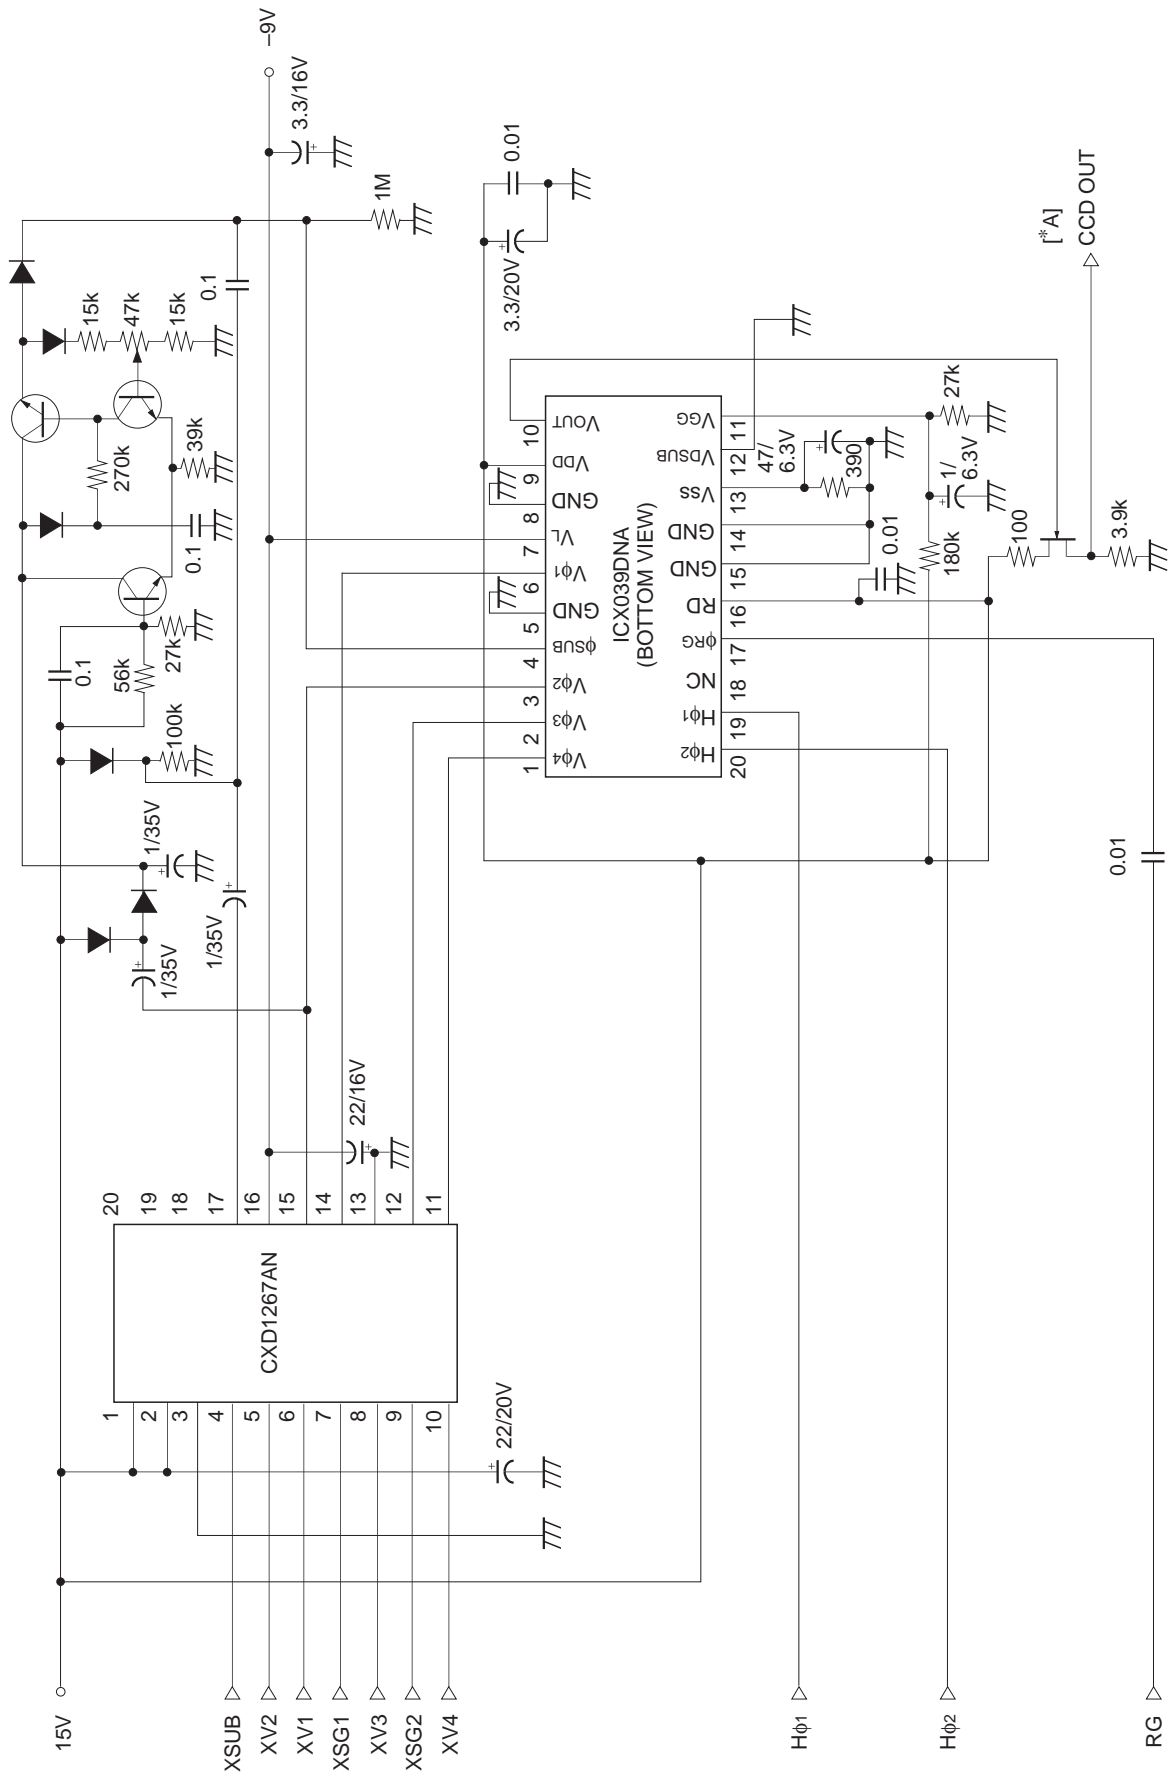 15V
XSUB
XV2
XV1
XSG1
XV3
XSG2
XV4
Hϕ1
Hϕ2
RG
22/20V
1
2
3
4
5
6
7
8
9
10
CXD1267AN
20
19
18
17
16
15
14
13
12
11
22/16V
1/35V
1/35V
1/35V
100k
56k
0.1
27k
0.1
270k
39k
15k
47k
15k
0.1
1M
3.3/16V
–9V
3.3/20V
0.01
ICX039DNA
(BOTTOM VIEW)
1
2
3
4
5
6
7
8
9
10
Vϕ4
Vϕ3
Vϕ2
ϕSUB
GND
Vϕ1
VL
GND
VDD
VOUT
Hϕ2
Hϕ1
NC
ϕRG
RD
GND
GND
VSS
VDSUB
VGG
20
19
18
17
16
15
14
13
12
11
47/
6.3V
390
0.01
180k
1/
6.3V
27k
100
3.9k
0.01
[*A]
CCD OUT